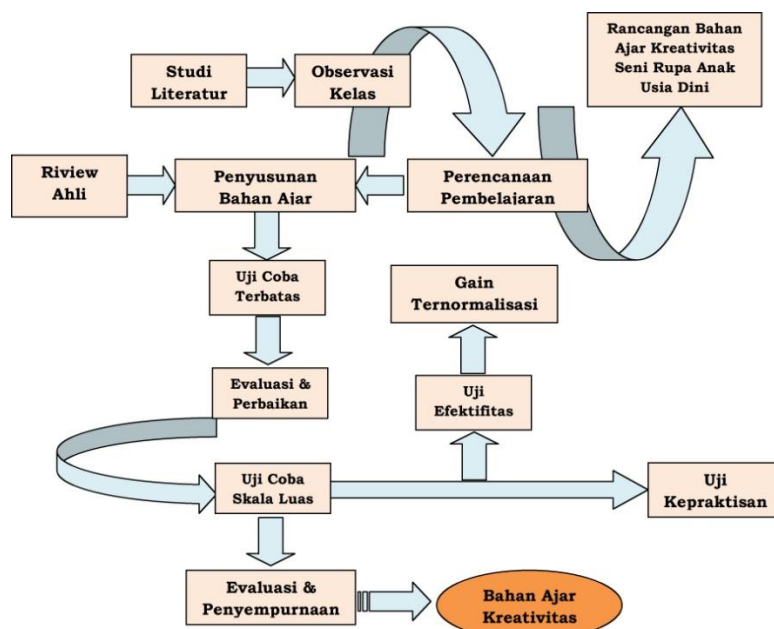 Studi
Literatur
Observasi
Kelas
Rancangan Bahan
Ajar Kreativitas
Seni Rupa Anak
Usia Dini
Riview
Ahli
Penyusunan
Bahan Ajar
Perencanaan
Pembelajaran
Uji Coba
Terbatas
Gain
Ternormalisasi
Evaluasi &
Perbaikan
Uji
Efektifitas
Uji Coba
Skala Luas
Uji
Kepraktisan
Evaluasi &
Penyempurnaan
Bahan Ajar
Kreativitas